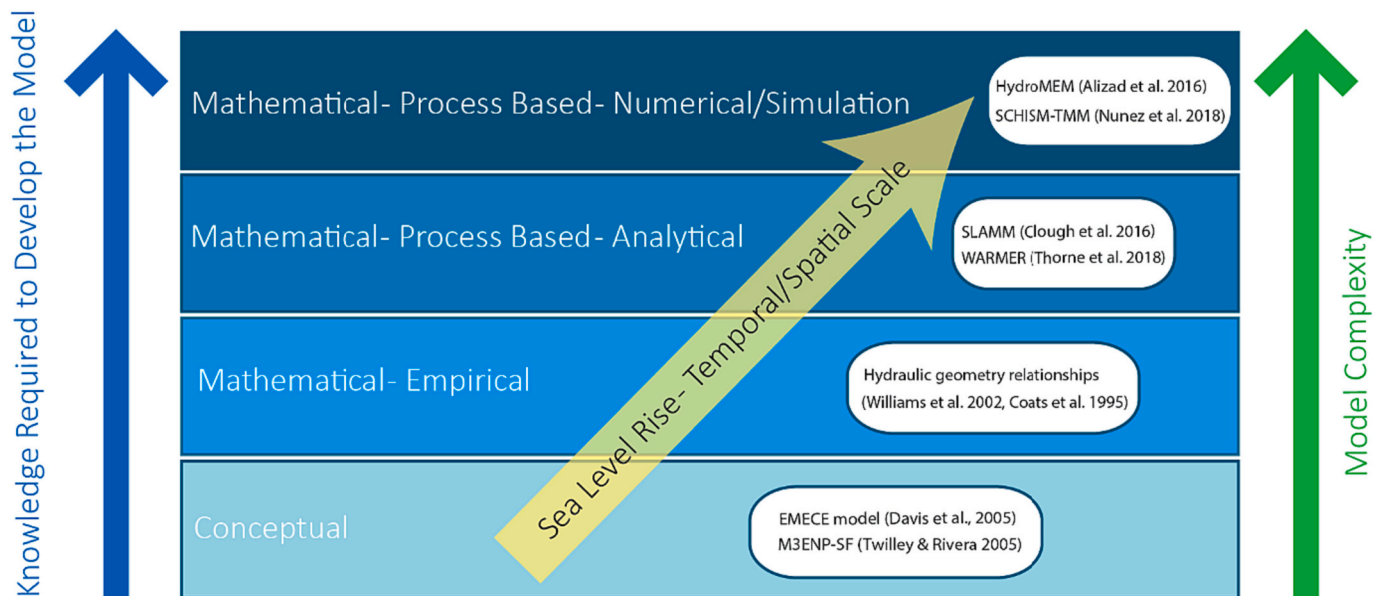 Knowledge Required to Develop the Model
Mathematical- Process Based- Numerical/Simulation
HydroMEM (Alizad et al. 2016)
SCHISM-TMM (Nunez et al. 2018)
Mathematical- Process Based- Analytical
SLAMM (Clough et al. 2016)
WARMER (Thorne et al. 2018)
Sea Level Rise- Temporal/Spatial Scale
Mathematical- Empirical
Hydraulic geometry relationships
(Williams et al. 2002, Coats et al. 1995)
Conceptual
EMECE model (Davis et al., 2005)
M3ENP-SF (Twilley & Rivera 2005)
Model Complexity